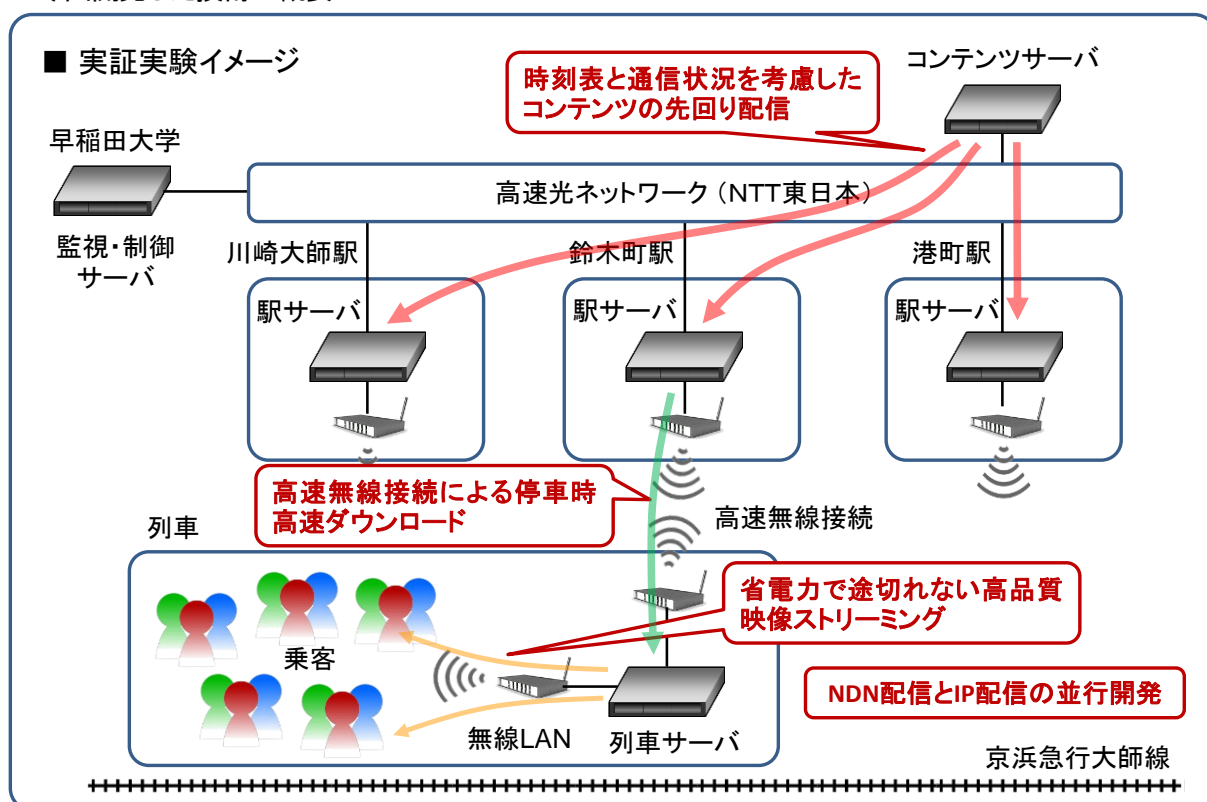 ■ 実証実験イメージ
コンテンツサーバ
時刻表と通信状況を考慮した
コンテンツの先回り配信
早稲田大学
高速光ネットワーク（NTT東日本）
監視・制御
サーバ
川崎大師駅
鈴木町駅
港町駅
駅サーバ
駅サーバ
駅サーバ
高速無線接続による停車時
高速ダウンロード
高速無線接続
列車
省電力で途切れない高品質
映像ストリーミング
乗客
NDN配信とIP配信の並行開発
無線LAN
列車サーバ
京浜急行大師線